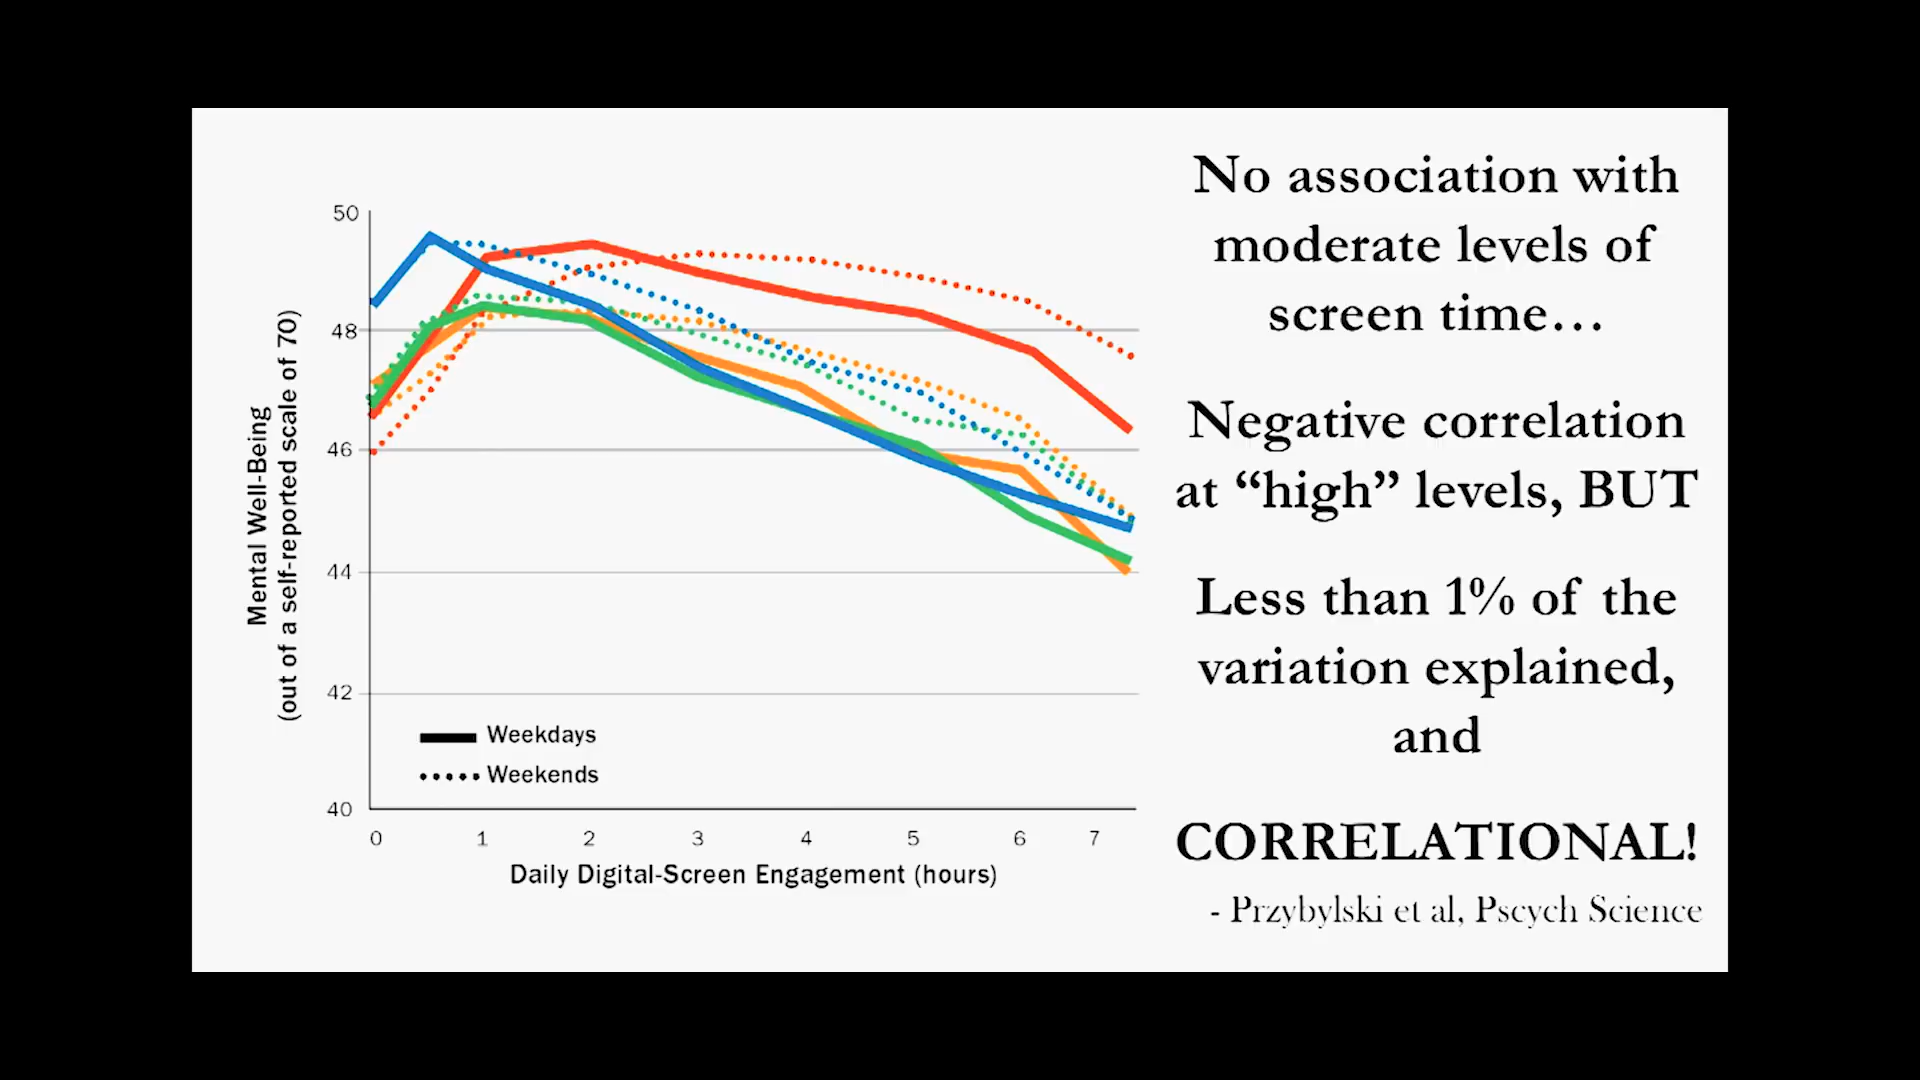 No association with
moderate levels of
screen time…
Negative correlation
at “high” levels, BUT
Less than 1% of the
variation explained,
and
CORRELATIONAL!
- Przybylski et al, Pscych Science
Mental Well-Being
(out of a self-reported scale of 70)
50
48
46
44
42
40
Weekdays
Weekends
0 1 2 3 4 5 6 7
Daily Digital-Screen Engagement (hours)